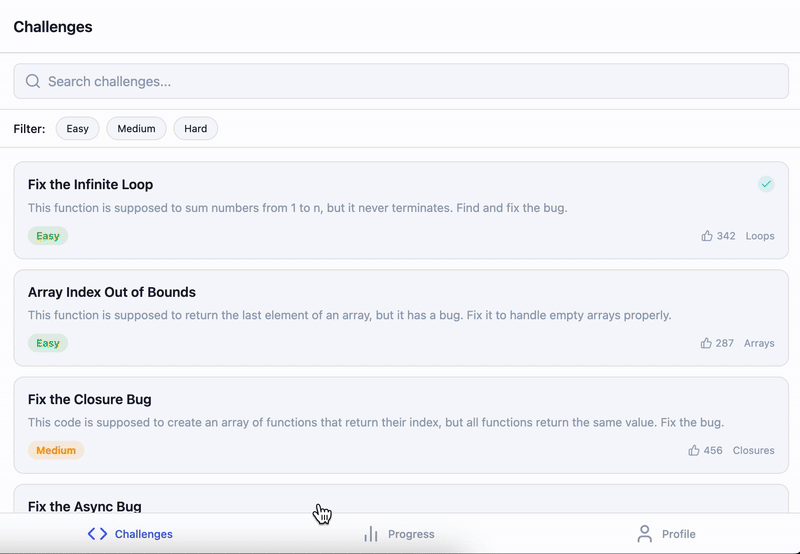 Challenges
Search challenges...
Filter: Easy Medium Hard
Fix the Infinite Loop
This function is supposed to sum numbers from 1 to n, but it never terminates. Find and fix the bug.
Easy 342 Loops
Array Index Out of Bounds
This function is supposed to return the last element of an array, but it has a bug. Fix it to handle empty arrays properly.
Easy 287 Arrays
Fix the Closure Bug
This code is supposed to create an array of functions that return their index, but all functions return the same value. Fix the bug.
Medium 456 Closures
Fix the Async Bug
Challenges Progress Profile